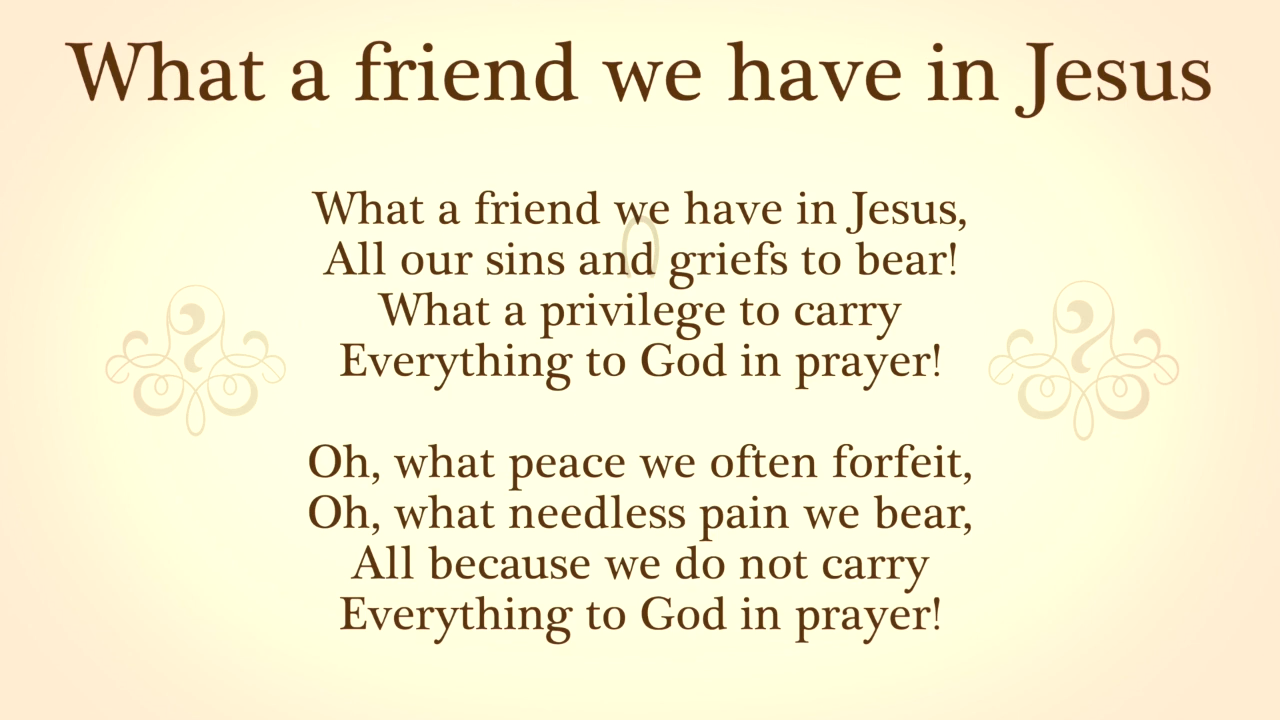 What a friend we have in Jesus
What a friend we have in Jesus,
All our sins and griefs to bear!
What a privilege to carry
Everything to God in prayer!
Oh, what peace we often forfeit,
Oh, what needless pain we bear,
All because we do not carry
Everything to God in prayer!